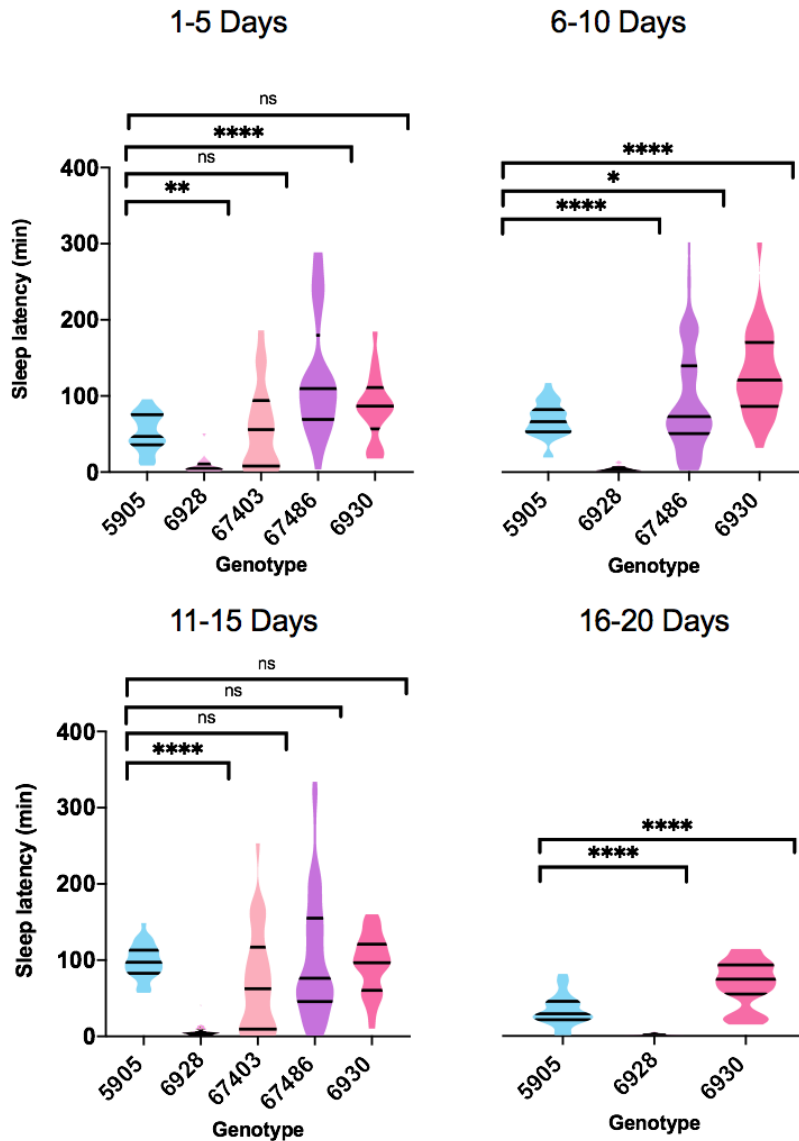 1-5 Days
ns
****
ns
**
400
300
200
100
0
Sleep latency (min)
5905
6928
67403
67486
6930
Genotype
6-10 Days
****
*
****
5905
6928
67486
6930
Genotype
11-15 Days
ns
ns
ns
****
400
300
200
100
0
Sleep latency (min)
5905
6928
67403
67486
6930
Genotype
16-20 Days
****
****
5905
6928
6930
Genotype